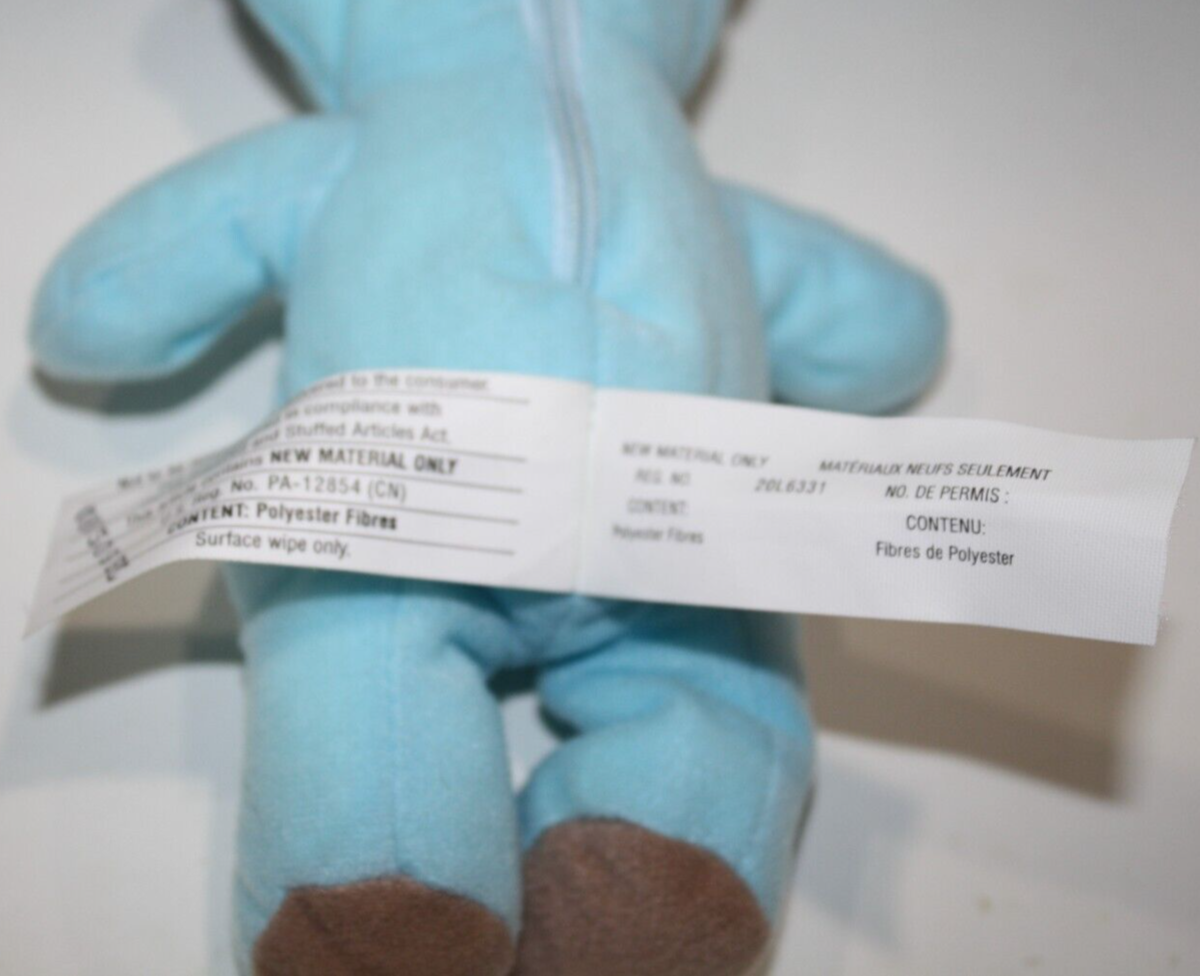 to the consumer.
compliance with
and Stuffed Articles Act.
NEW MATERIAL ONLY
Reg. No. PA-12854 (CN)
CONTENT: Polyester Fibres
Surface wipe only.
NEW MATERIAL ONLY
REG. NO.
20L6331
CONTENT:
Polyester Fibres
MATÉRIAUX NEUFS SEULEMENT
NO. DE PERMIS :
CONTENU:
Fibres de Polyester